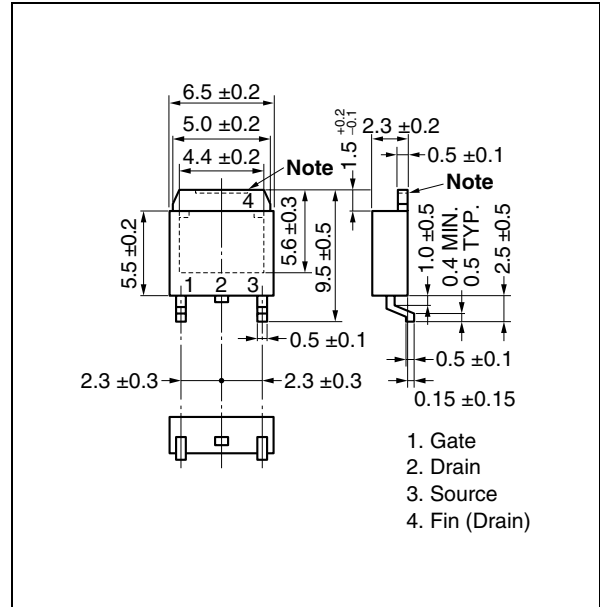 6.5 ±0.2
5.0 ±0.2
4.4 ±0.2
Note
1.5 +0.2 −0.1
2.3 ±0.2
0.5 ±0.1
Note
4
5.5 ±0.2
5.6 ±0.3
9.5 ±0.5
1.0 ±0.5
0.4 MIN.
0.5 TYP.
2.5 ±0.5
1 2 3
0.5 ±0.1
0.5 ±0.1
2.3 ±0.3
2.3 ±0.3
0.15 ±0.15
1. Gate
2. Drain
3. Source
4. Fin (Drain)